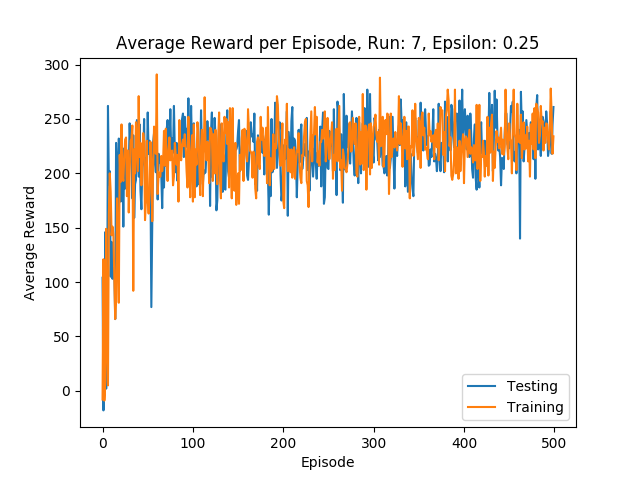 Average Reward per Episode, Run: 7, Epsilon: 0.25
300
250
200
150
100
50
0
Average Reward
Testing
Training
0 100 200 300 400 500
Episode